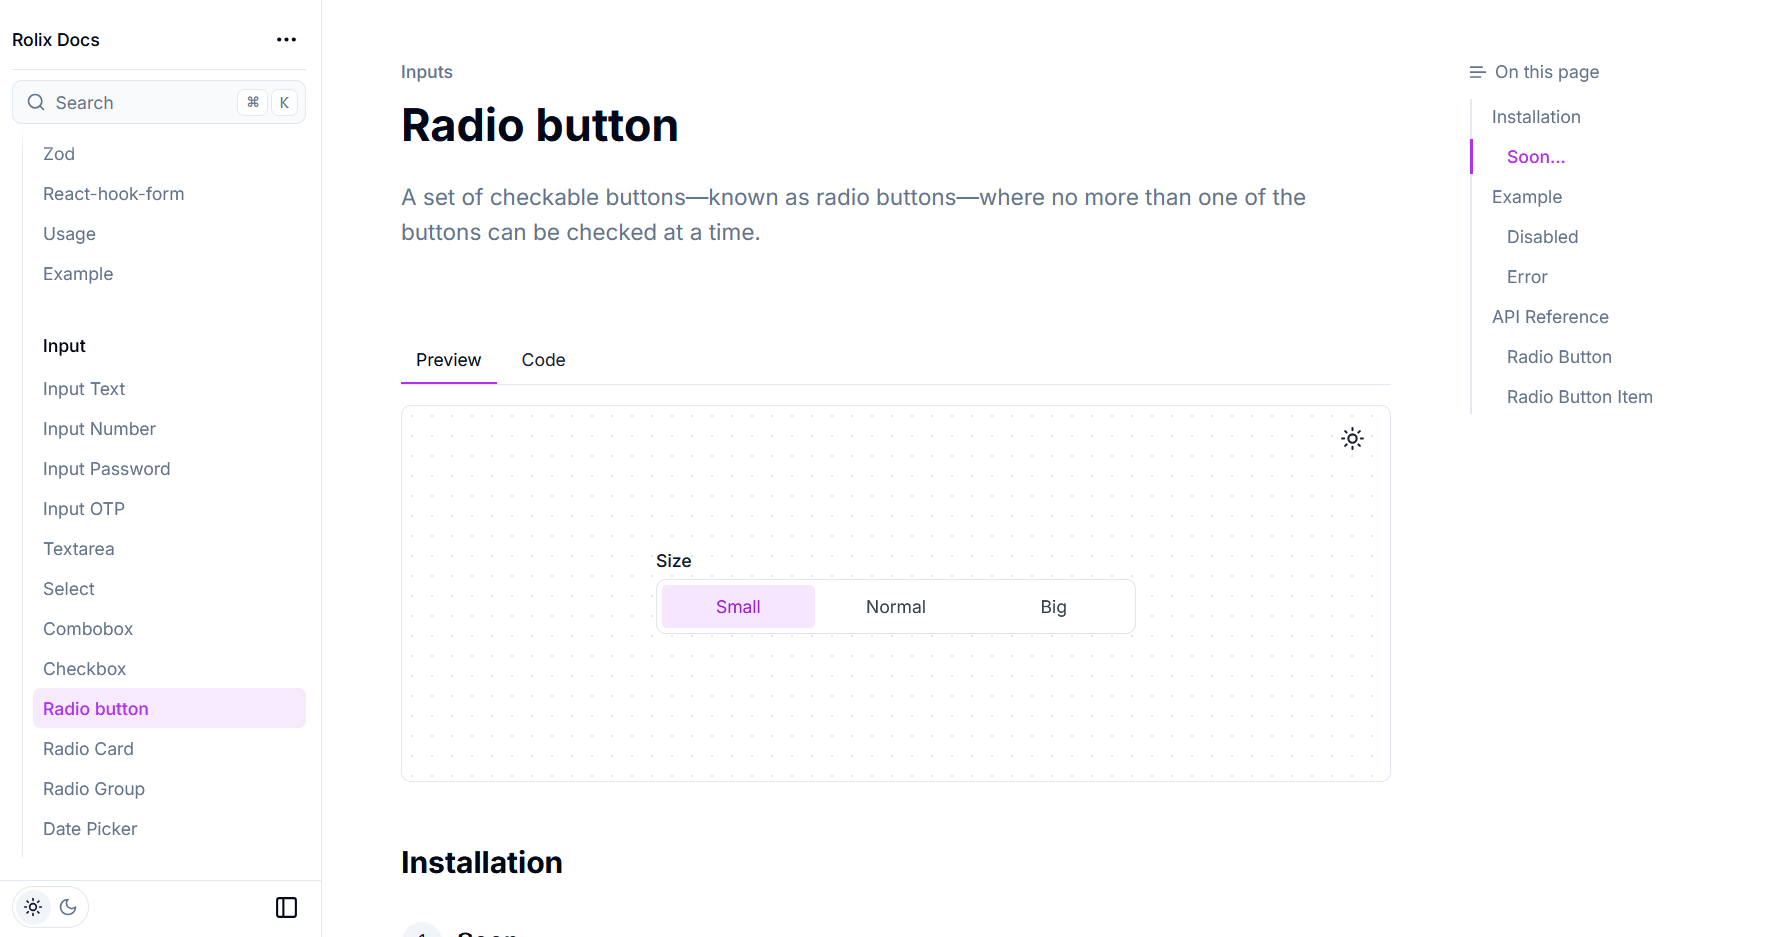 Rolix Docs
Search
⌘ K
Zod
React-hook-form
Usage
Example
Input
Input Text
Input Number
Input Password
Input OTP
Textarea
Select
Combobox
Checkbox
Radio button
Radio Card
Radio Group
Date Picker
Inputs
Radio button
A set of checkable buttons—known as radio buttons—where no more than one of the
buttons can be checked at a time.
Preview Code
Size
Small Normal Big
Installation
On this page
Installation
Soon...
Example
Disabled
Error
API Reference
Radio Button
Radio Button Item